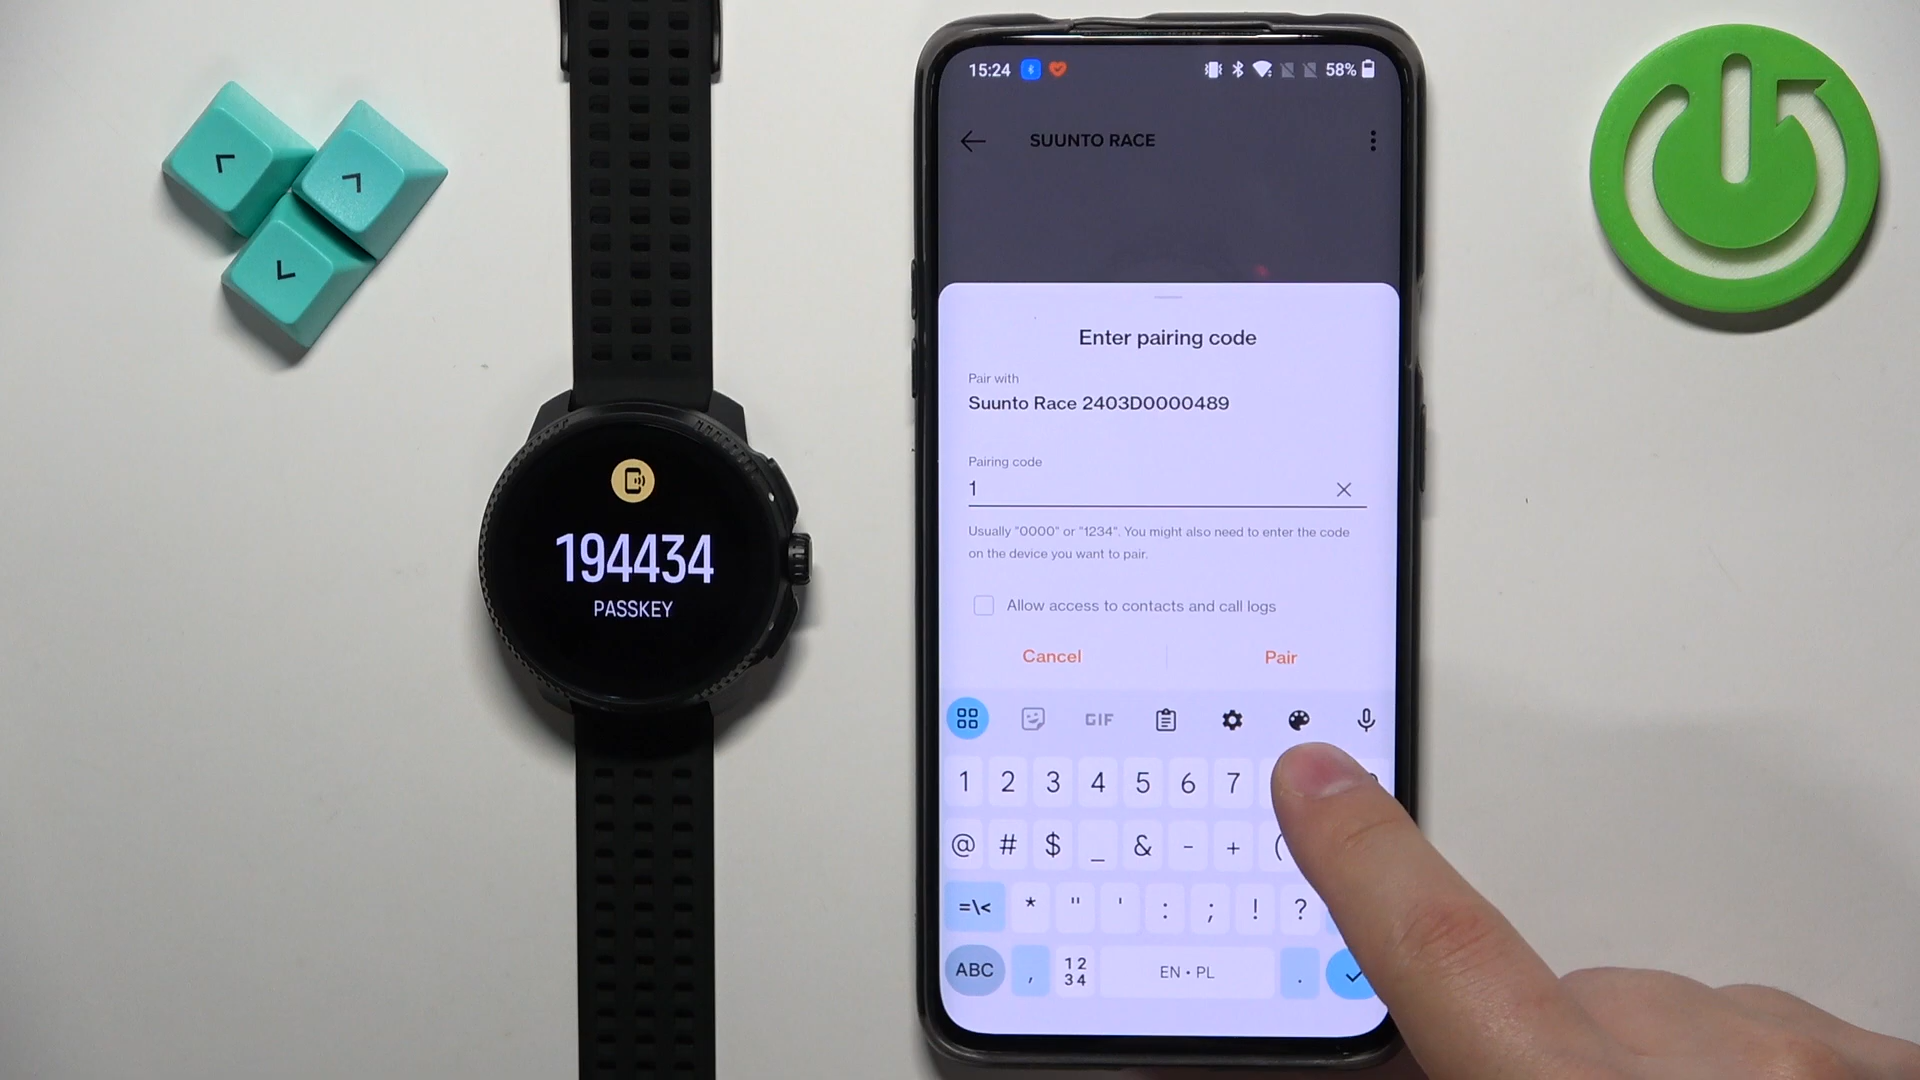 194434
PASSKEY
15:24
58%
SUUNTO RACE
Enter pairing code
Pair with
Suunto Race 2403D0000489
Pairing code
1
Usually "0000" or "1234". You might also need to enter the code
on the device you want to pair.
Allow access to contacts and call logs
Cancel Pair
GIF
1 2 3 4 5 6 7
@ # $ _ & - + (
=\< * " ' : ; ! ?
ABC , 12 34 EN • PL .